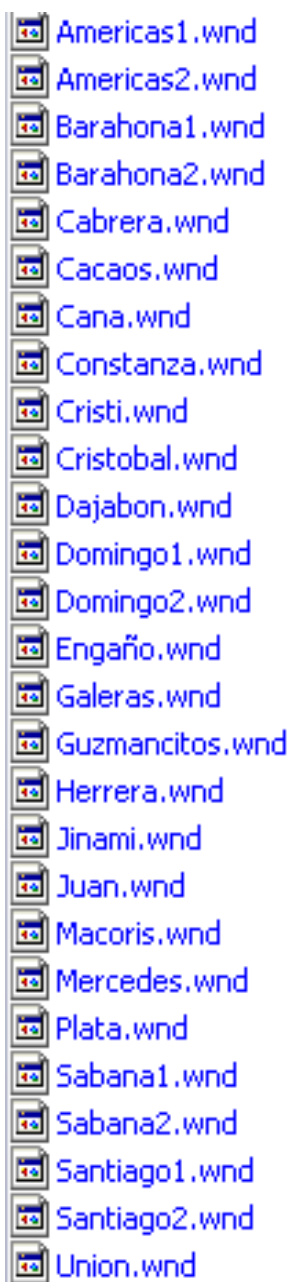 Americas1.wnd
Americas2.wnd
Barahona1.wnd
Barahona2.wnd
Cabrera.wnd
Cacaos.wnd
Cana.wnd
Constanza.wnd
Cristi.wnd
Cristobal.wnd
Dajabon.wnd
Domingo1.wnd
Domingo2.wnd
Engaño.wnd
Galeras.wnd
Guzmancitos.wnd
Herrera.wnd
Jinami.wnd
Juan.wnd
Macoris.wnd
Mercedes.wnd
Plata.wnd
Sabana1.wnd
Sabana2.wnd
Santiago1.wnd
Santiago2.wnd
Union.wnd